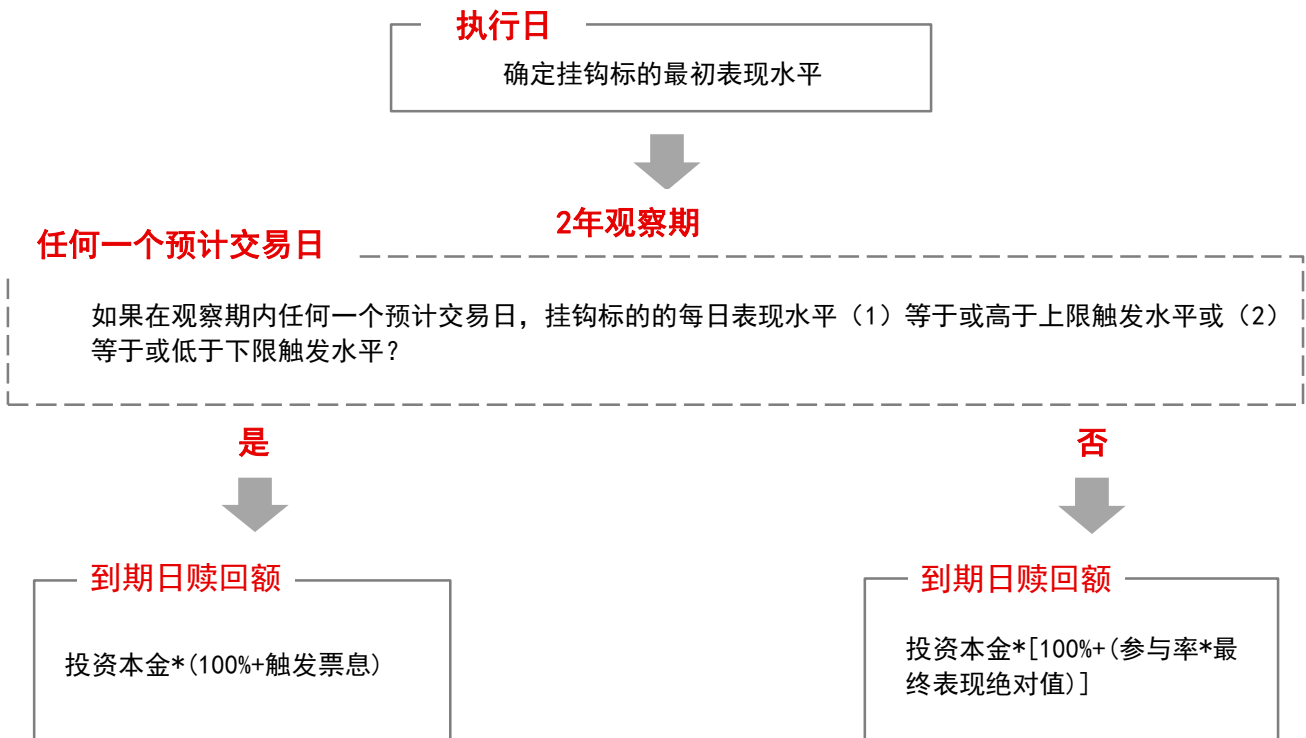 执行日
确定挂钩标的最初表现水平
2年观察期
任何一个预计交易日
如果在观察期内任何一个预计交易日，挂钩标的的每日表现水平（1）等于或高于上限触发水平或（2）
等于或低于下限触发水平？
是
否
到期日赎回额
投资本金*(100%+触发票息)
到期日赎回额
投资本金*[100%+(参与率*最
终表现绝对值)]